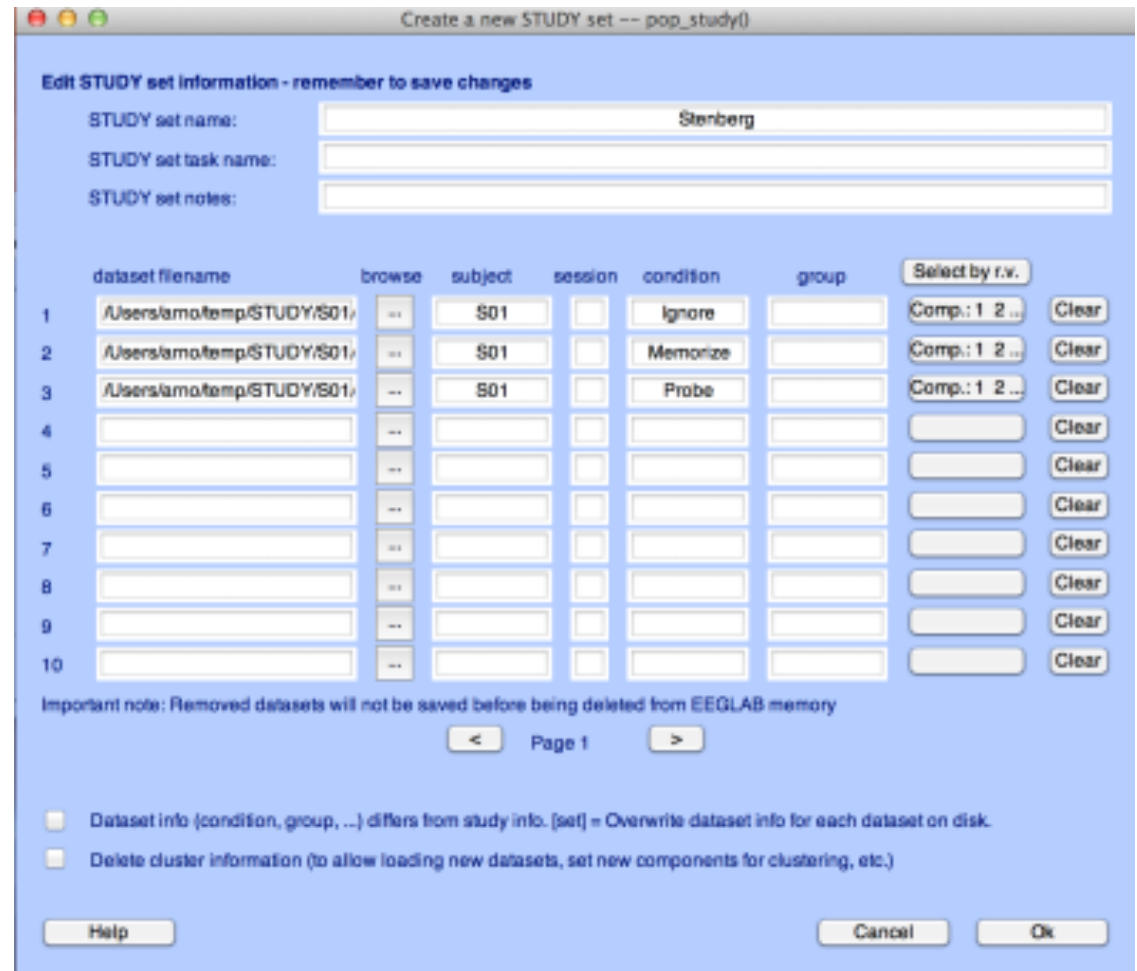 Create a new STUDY set -- pop_study()
Edit STUDY set information - remember to save changes
STUDY set name: Stenberg
STUDY set task name:
STUDY set notes:
dataset filename browse subject session condition group Select by r.v.
1 /Users/arno/temp/STUDY/S01/ ... S01 Ignore Comp.: 1 2 ... Clear
2 /Users/arno/temp/STUDY/S01/ ... S01 Memorize Comp.: 1 2 ... Clear
3 /Users/arno/temp/STUDY/S01/ ... S01 Probe Comp.: 1 2 ... Clear
4 ... Clear
5 ... Clear
6 ... Clear
7 ... Clear
8 ... Clear
9 ... Clear
10 ... Clear
Important note: Removed datasets will not be saved before being deleted from EEGLAB memory
< Page 1 >
Dataset info (condition, group, ...) differs from study info. [set] = Overwrite dataset info for each dataset on disk.
Delete cluster information (to allow loading new datasets, set new components for clustering, etc.)
Help Cancel Ok